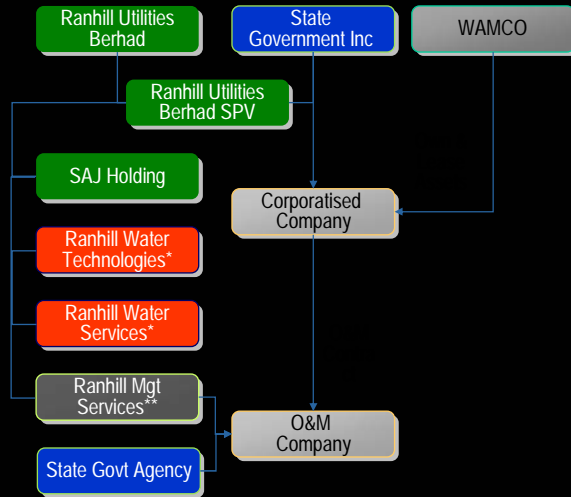 Ranhill Utilities
Berhad
State
Government Inc
WAMCO
Ranhill Utilities
Berhad SPV
SAJ Holding
Corporatised
Company
Ranhill Water
Technologies*
Ranhill Water
Services*
Ranhill Mgt
Services**
O&M
Company
State Govt Agency